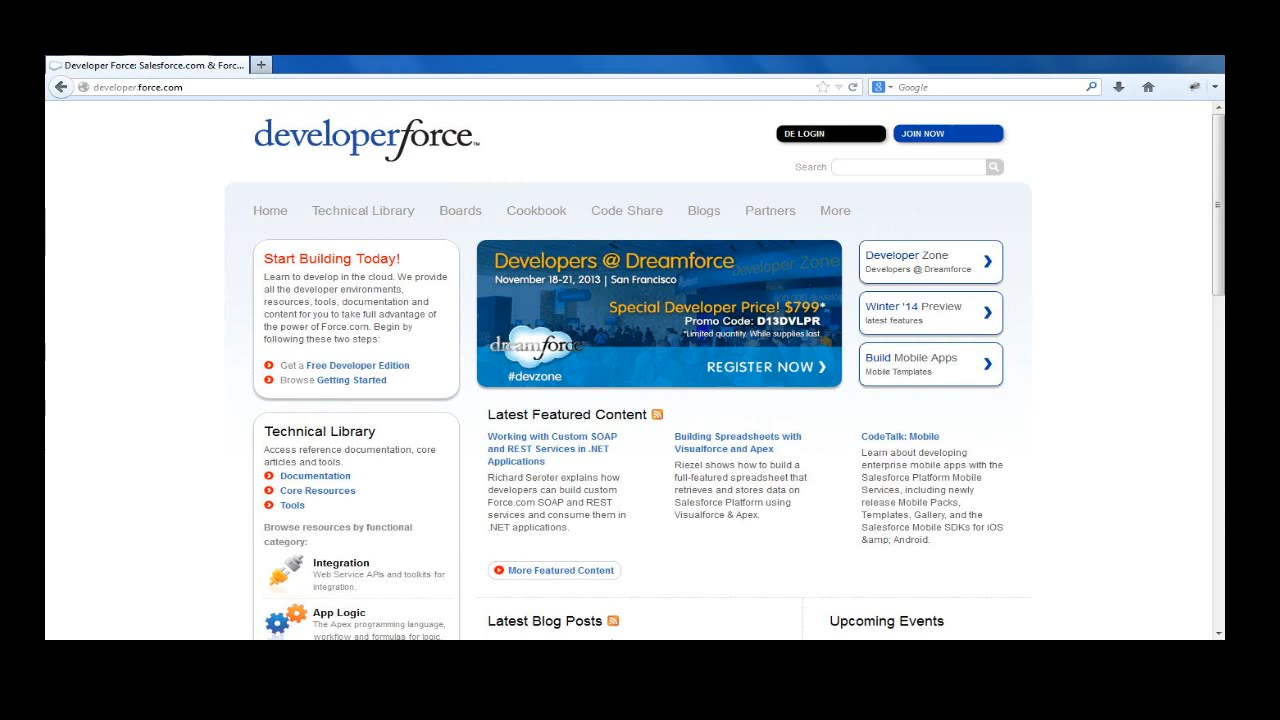 Developer Force: Salesforce.com & Forc...
developer.force.com
Google
developerforce™
DE LOGIN
JOIN NOW
Search
Home Technical Library Boards Cookbook Code Share Blogs Partners More
Start Building Today!
Learn to develop in the cloud. We provide
all the developer environments,
resources, tools, documentation and
content for you to take full advantage of
the power of Force.com. Begin by
following these two steps:
Get a Free Developer Edition
Browse Getting Started
Developers @ Dreamforce
November 18-21, 2013 | San Francisco
Special Developer Price! $799*
Promo Code: D13DVLPR
*Limited quantity. While supplies last.
dreamforce
#devzone
REGISTER NOW
Developer Zone
Developer Zone
Developers @ Dreamforce
Winter '14 Preview
latest features
Build Mobile Apps
Mobile Templates
Technical Library
Access reference documentation, core
articles and tools.
Documentation
Core Resources
Tools
Browse resources by functional
category:
Integration
Web Service APIs and toolkits for
integration.
App Logic
The Apex programming language,
workflow and formulas for logic.
Latest Featured Content
Working with Custom SOAP
and REST Services in .NET
Applications
Richard Seroter explains how
developers can build custom
Force.com SOAP and REST
services and consume them in
.NET applications.
Building Spreadsheets with
Visualforce and Apex
Riezel shows how to build a
full-featured spreadsheet that
retrieves and stores data on
Salesforce Platform using
Visualforce & Apex.
CodeTalk: Mobile
Learn about developing
enterprise mobile apps with the
Salesforce Platform Mobile
Services, including newly
release Mobile Packs,
Templates, Gallery, and the
Salesforce Mobile SDKs for iOS
&amp; Android.
More Featured Content
Latest Blog Posts
Upcoming Events